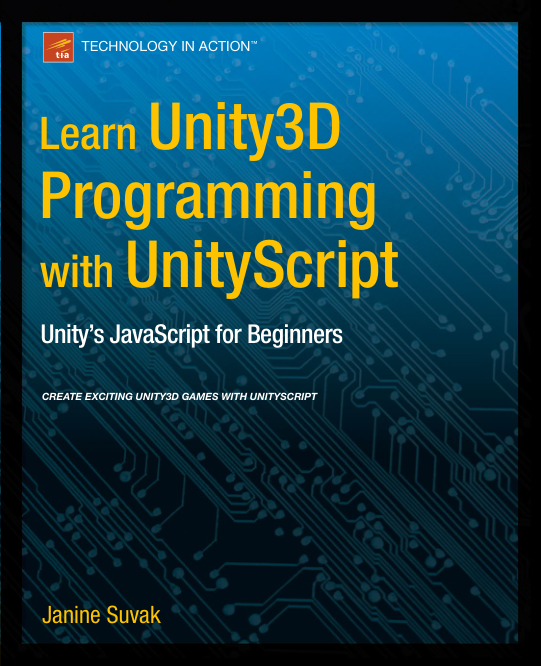 tia
TECHNOLOGY IN ACTION™
Learn Unity3D
Programming
with UnityScript
Unity's JavaScript for Beginners
CREATE EXCITING UNITY3D GAMES WITH UNITYSCRIPT
Janine Suvak